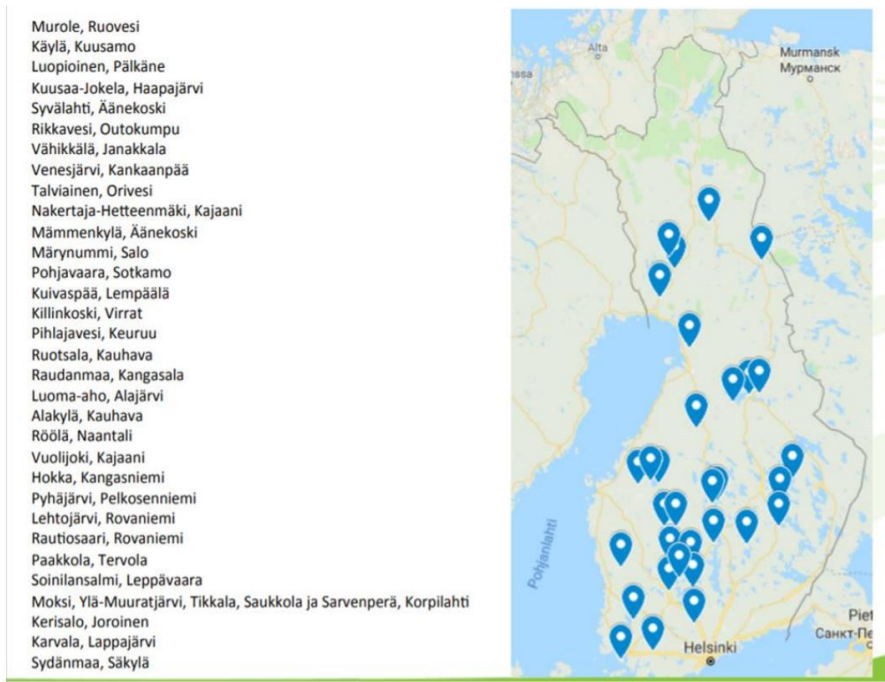 Murole, Ruovesi
Käylä, Kuusamo
Luopioinen, Pälkäne
Kuusaa-Jokela, Haapajärvi
Syvälahti, Äänekoski
Rikkavesi, Outokumpu
Vähikkälä, Janakkala
Venesjärvi, Kankaanpää
Talviainen, Orivesi
Nakertaja-Hetteenmäki, Kajaani
Mämmenkylä, Äänekoski
Märynummi, Salo
Pohjavaara, Sotkamo
Kuivaspää, Lempäälä
Killinkoski, Virrat
Pihlajavesi, Keuruu
Ruotsala, Kauhava
Raudanmaa, Kangasala
Luoma-aho, Alajärvi
Alakylä, Kauhava
Röölä, Naantali
Vuolijoki, Kajaani
Hokka, Kangasniemi
Pyhäjärvi, Pelkosenniemi
Lehtojärvi, Rovaniemi
Rautiosaari, Rovaniemi
Paakkola, Tervola
Soinilansalmi, Leppävaara
Moksi, Ylä-Muuratjärvi, Tikkala, Saukkola ja Sarvenperä, Korpilahti
Kerisalo, Joroinen
Karvala, Lappajärvi
Sydänmaa, Säkylä
Alta
Murmansk
Мурманск
Pohjanlahti
Helsinki
Piet
Санкт-Пе